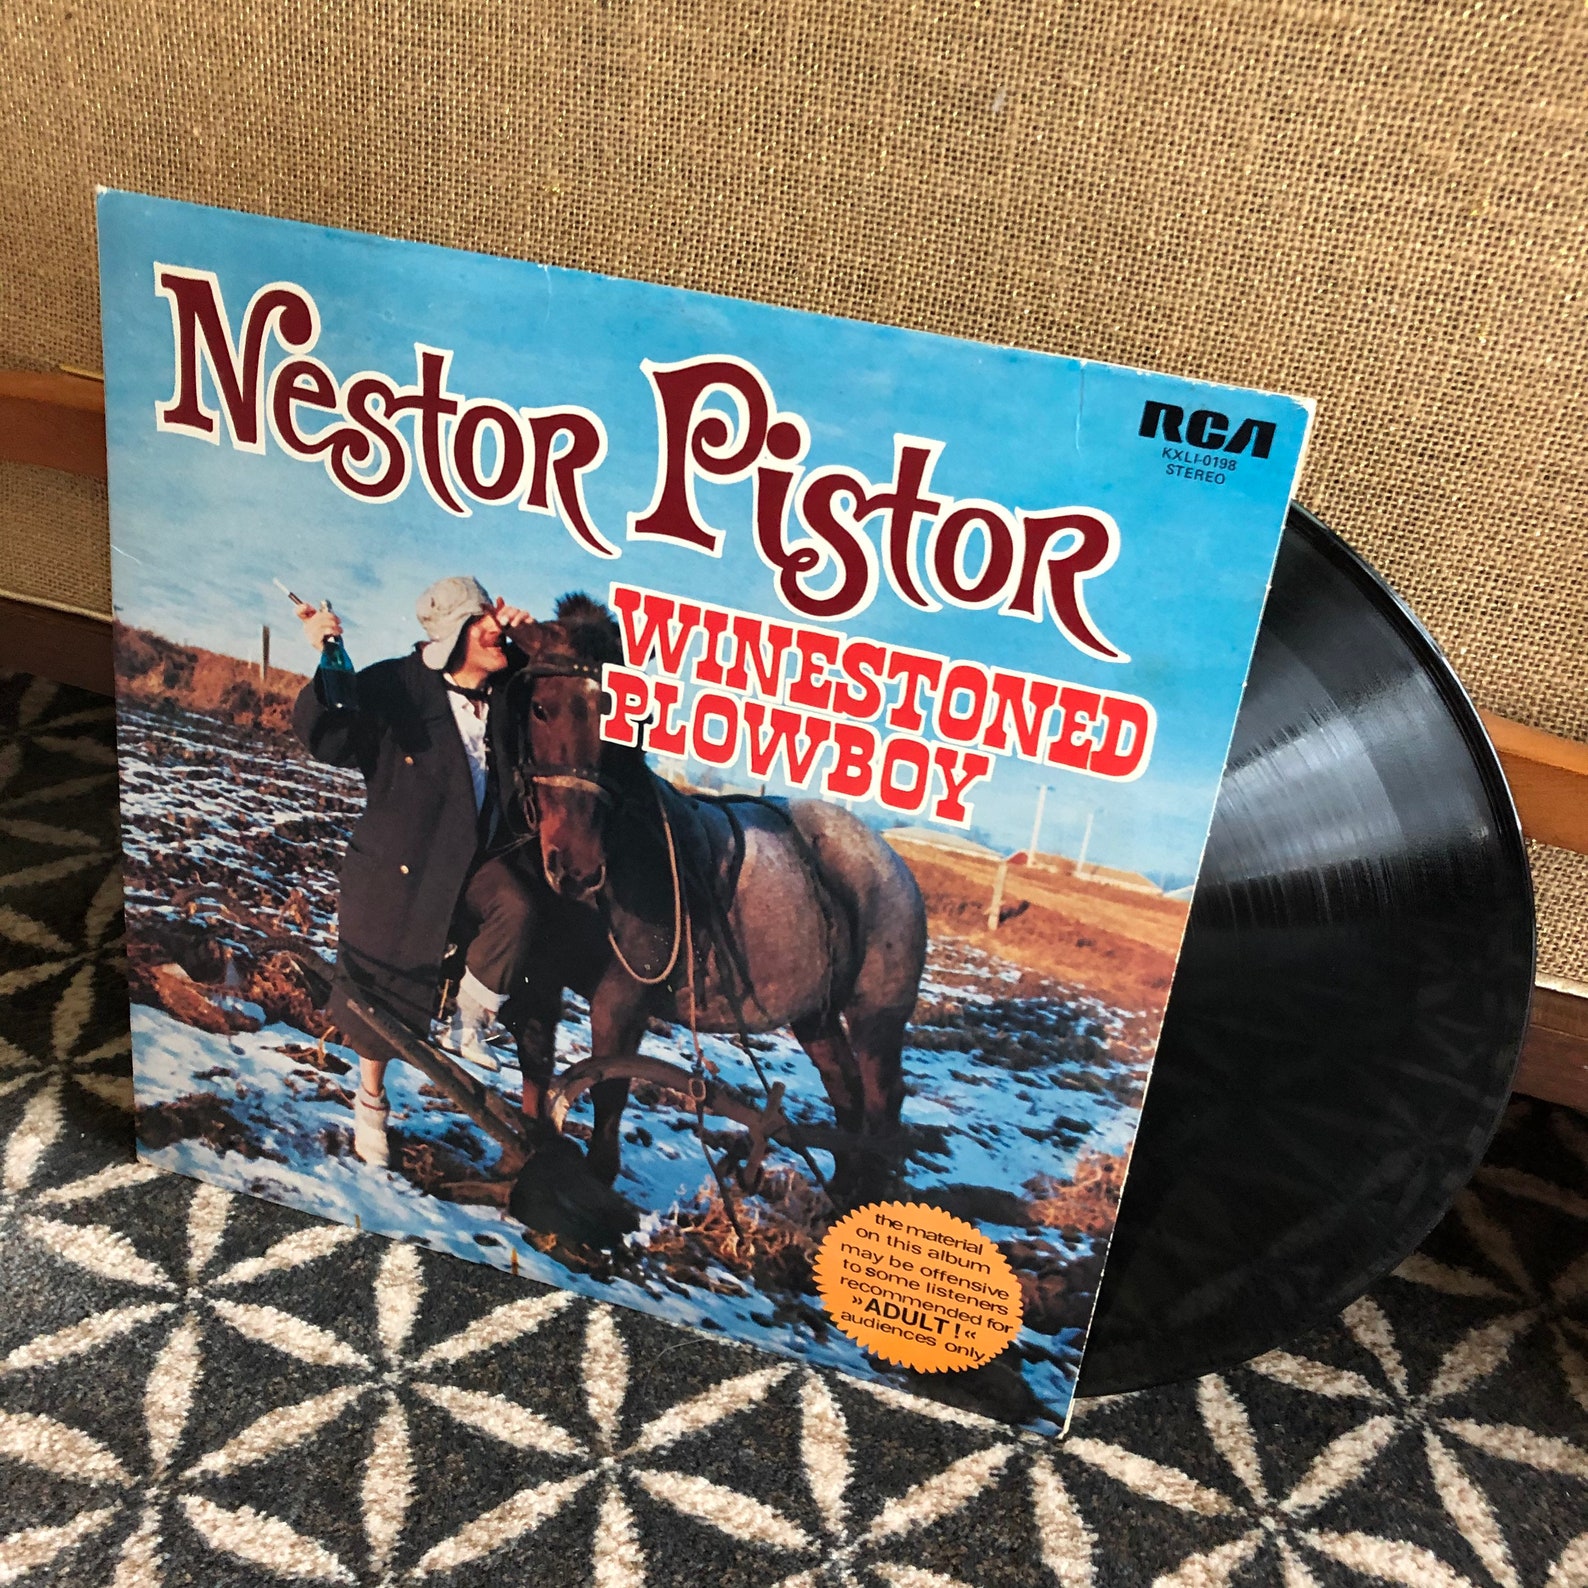 Nestor Pistor
RCA
KXLI-0198
STEREO
WINESTONED
PLOWBOY
the material
on this album
may be offensive
to some listeners
recommended for
»ADULT!«
audiences only